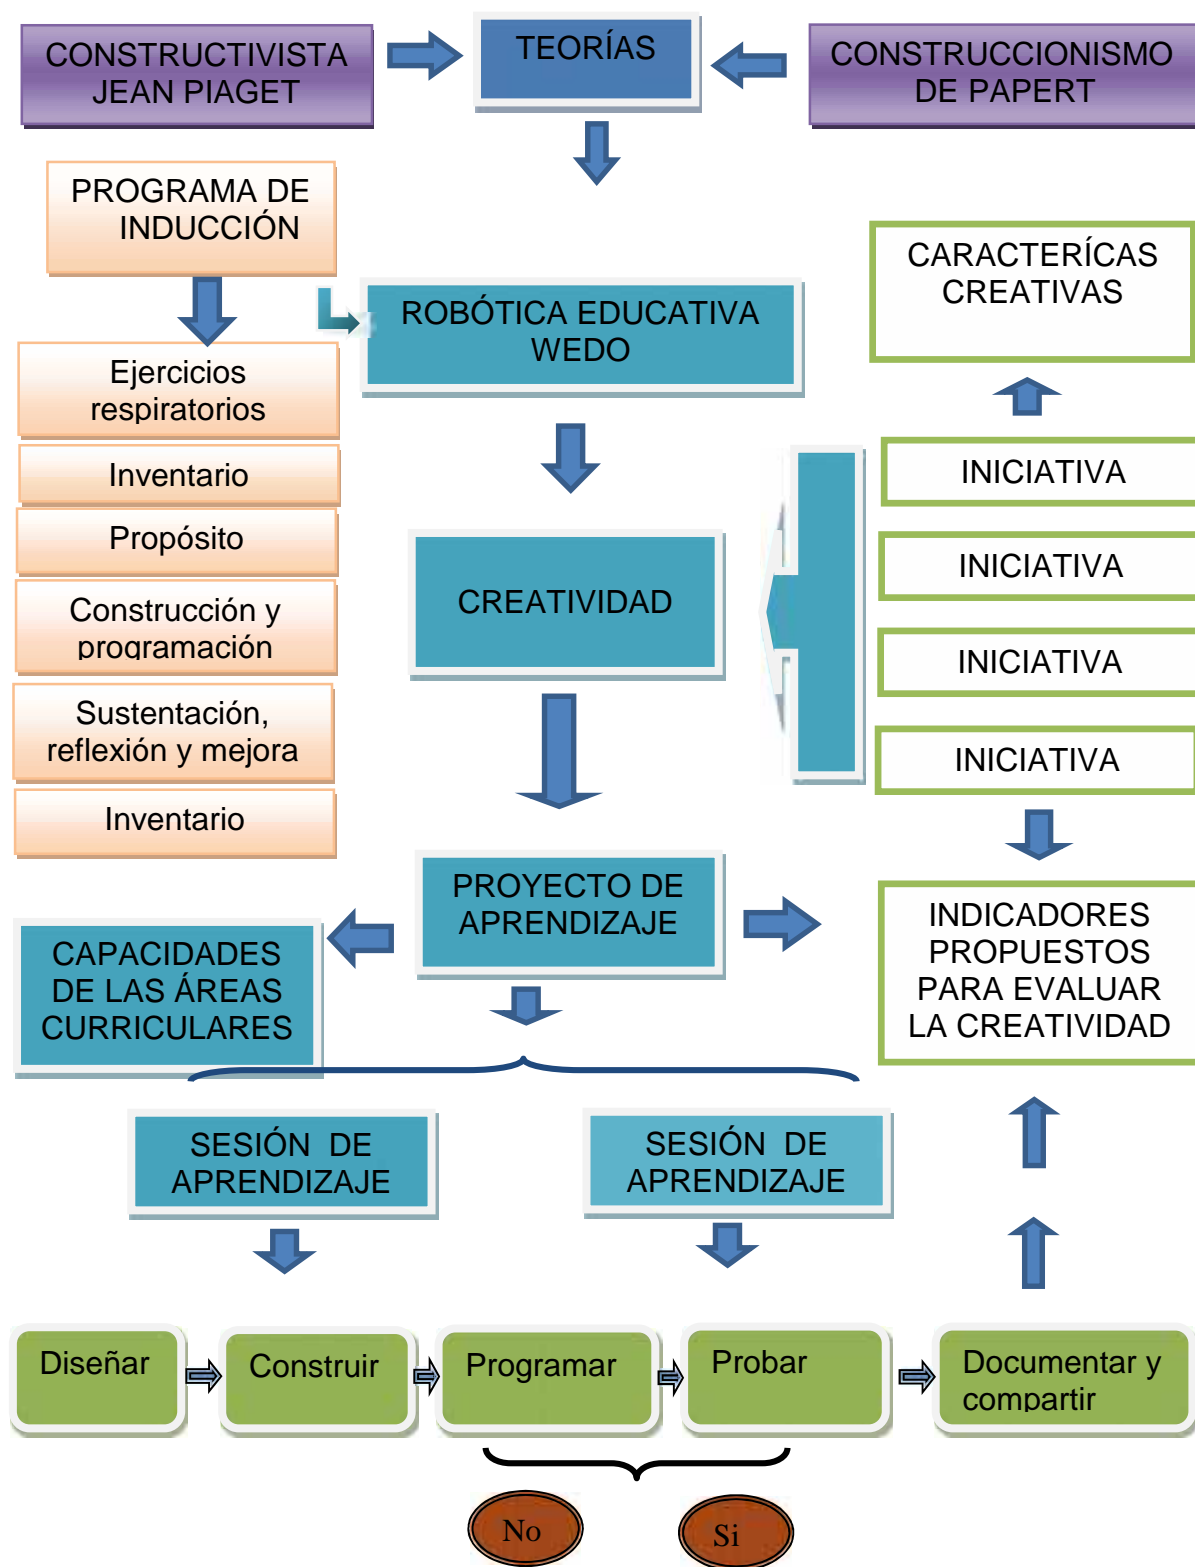 CONSTRUCTIVISTA
JEAN PIAGET
TEORÍAS
CONSTRUCCIONISMO
DE PAPERT
PROGRAMA DE
INDUCCIÓN
CARACTERÍCAS
CREATIVAS
ROBÓTICA EDUCATIVA
WEDO
Ejercicios
respiratorios
Inventario
Propósito
Construcción y
programación
Sustentación,
reflexión y mejora
Inventario
CREATIVIDAD
INICIATIVA
INICIATIVA
INICIATIVA
INICIATIVA
PROYECTO DE
APRENDIZAJE
CAPACIDADES
DE LAS ÁREAS
CURRICULARES
INDICADORES
PROPUESTOS
PARA EVALUAR
LA CREATIVIDAD
SESIÓN  DE
APRENDIZAJE
SESIÓN  DE
APRENDIZAJE
Diseñar
Construir
Programar
Probar
Documentar y
compartir
No
Si